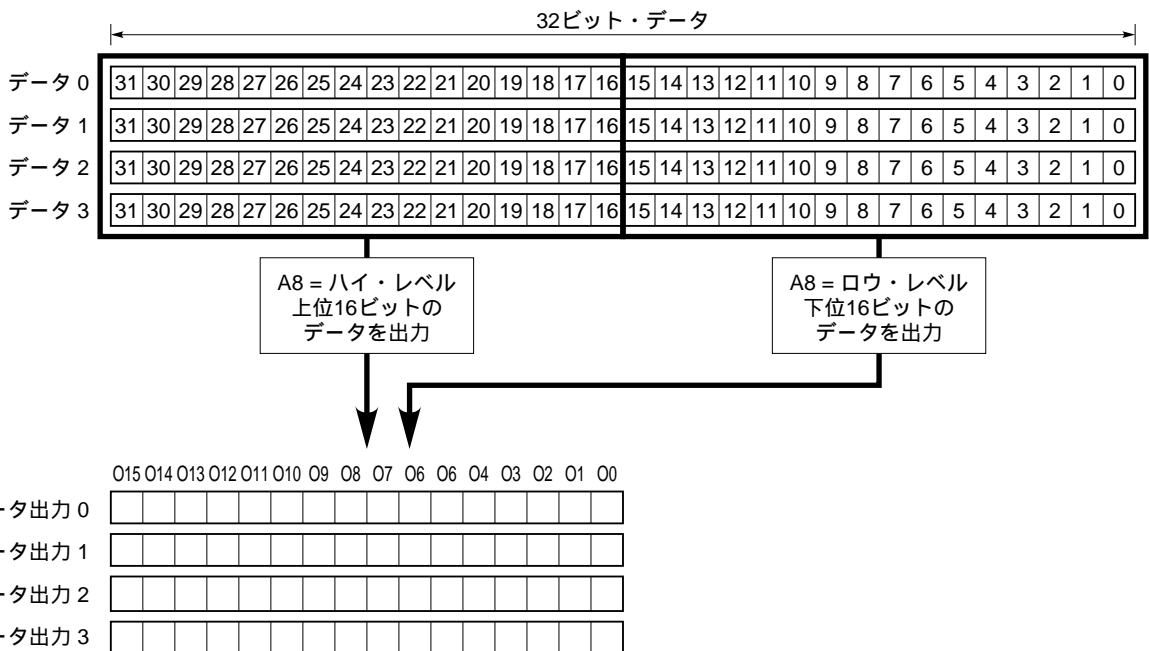 32ビット・データ
データ 0 31 30 29 28 27 26 25 24 23 22 21 20 19 18 17 16 15 14 13 12 11 10 9 8 7 6 5 4 3 2 1 0
データ 1 31 30 29 28 27 26 25 24 23 22 21 20 19 18 17 16 15 14 13 12 11 10 9 8 7 6 5 4 3 2 1 0
データ 2 31 30 29 28 27 26 25 24 23 22 21 20 19 18 17 16 15 14 13 12 11 10 9 8 7 6 5 4 3 2 1 0
データ 3 31 30 29 28 27 26 25 24 23 22 21 20 19 18 17 16 15 14 13 12 11 10 9 8 7 6 5 4 3 2 1 0
A8 = ハイ・レベル
上位16ビットの
データを出力
A8 = ロウ・レベル
下位16ビットの
データを出力
O15 O14 O13 O12 O11 O10 O9 O8 O7 O6 O6 O4 O3 O2 O1 O0
ータ出力 0
ータ出力 1
ータ出力 2
ータ出力 3